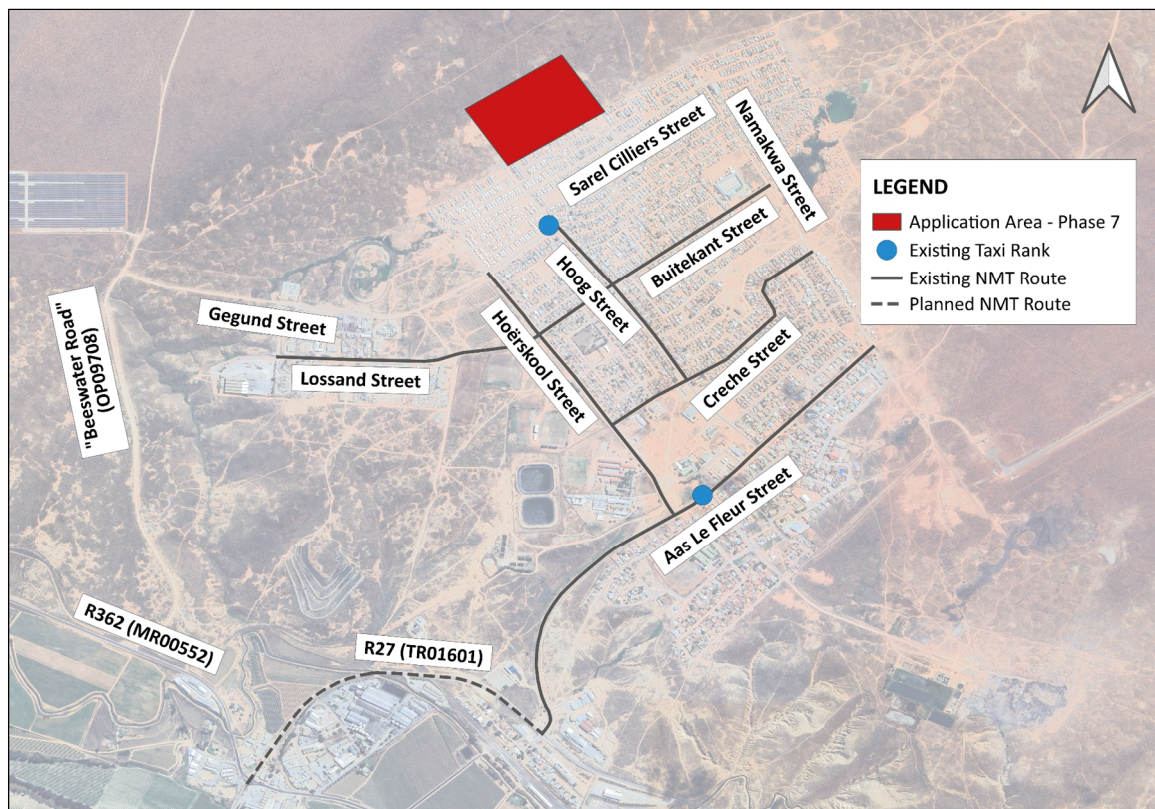 Sarel Cilliers Street
Namakwa Street
LEGEND
Application Area - Phase 7
Existing Taxi Rank
Existing NMT Route
Planned NMT Route
Buitekant Street
Hoog Street
Gegund Street
Hoërskool Street
Lossand Street
Creche Street
"Beeswater Road"
(OP09708)
Aas Le Fleur Street
R362 (MR00552)
R27 (TR01601)